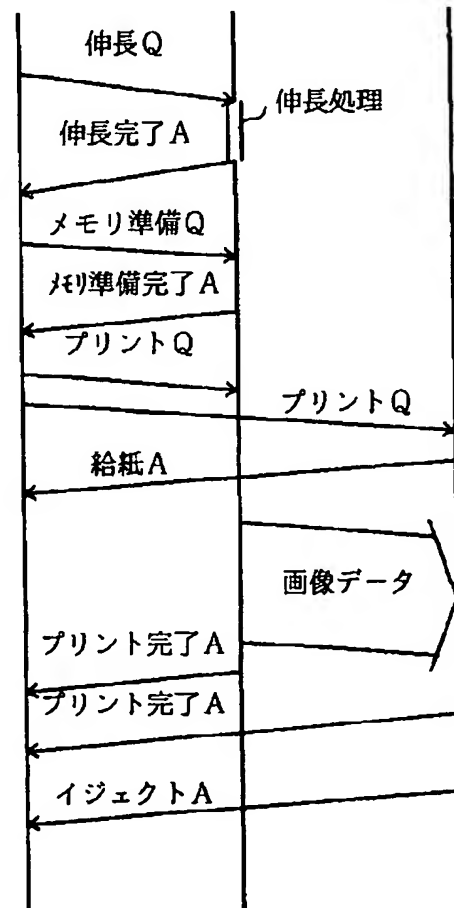 伸長Q
伸長処理
伸長完了A
メモリ準備Q
メモリ準備完了A
プリントQ
プリントQ
給紙A
画像データ
プリント完了A
プリント完了A
イジェクトA